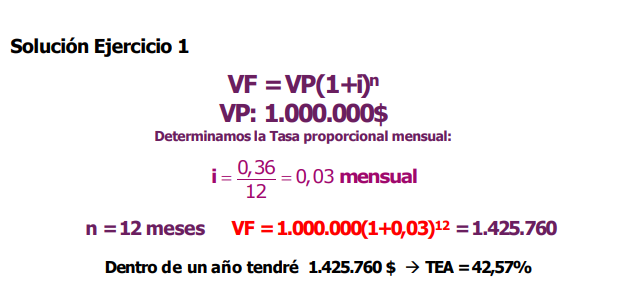 Solución Ejercicio 1
VF = VP(1+i)ⁿ
VP: 1.000.000$
Determinamos la Tasa proporcional mensual:
i = 0,36/12 = 0,03 mensual
n = 12 meses VF = 1.000.000(1+0,03)¹² = 1.425.760
Dentro de un año tendré 1.425.760 $ → TEA = 42,57%